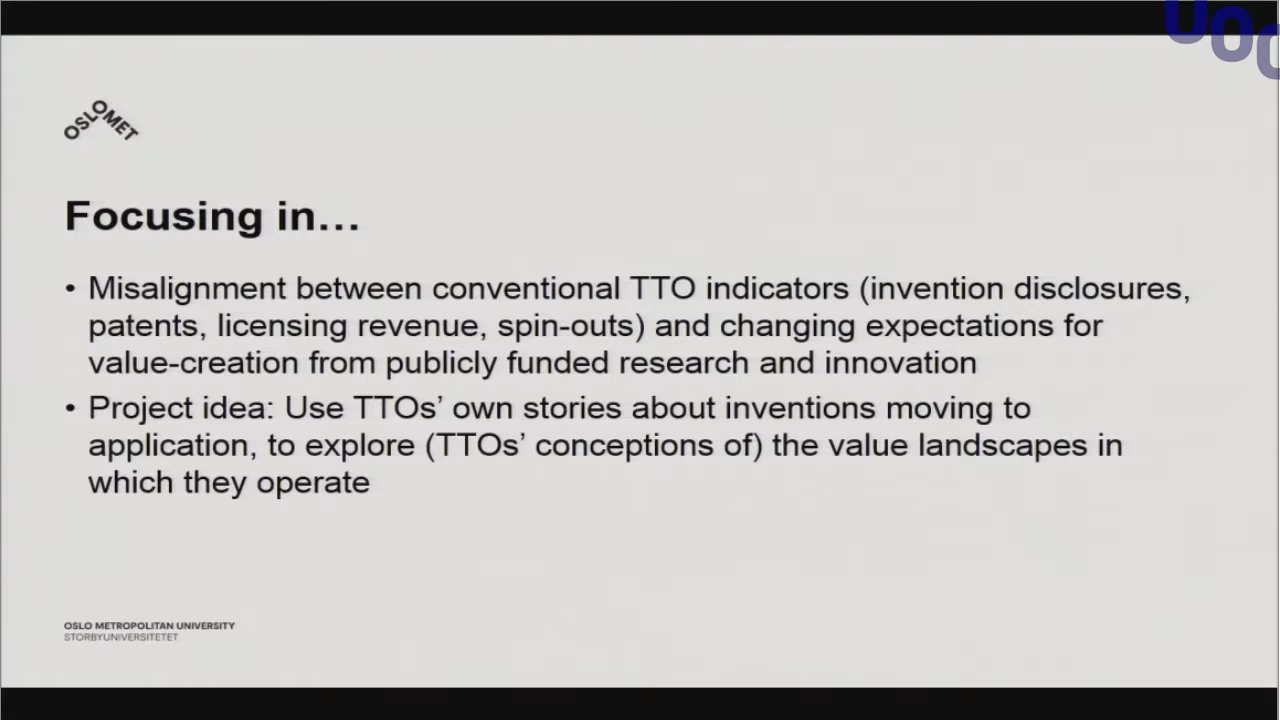 UOC
OSLOMET
Focusing in…
• Misalignment between conventional TTO indicators (invention disclosures,
patents, licensing revenue, spin-outs) and changing expectations for
value-creation from publicly funded research and innovation
• Project idea: Use TTOs’ own stories about inventions moving to
application, to explore (TTOs’ conceptions of) the value landscapes in
which they operate
OSLO METROPOLITAN UNIVERSITY
STORBYUNIVERSITETET